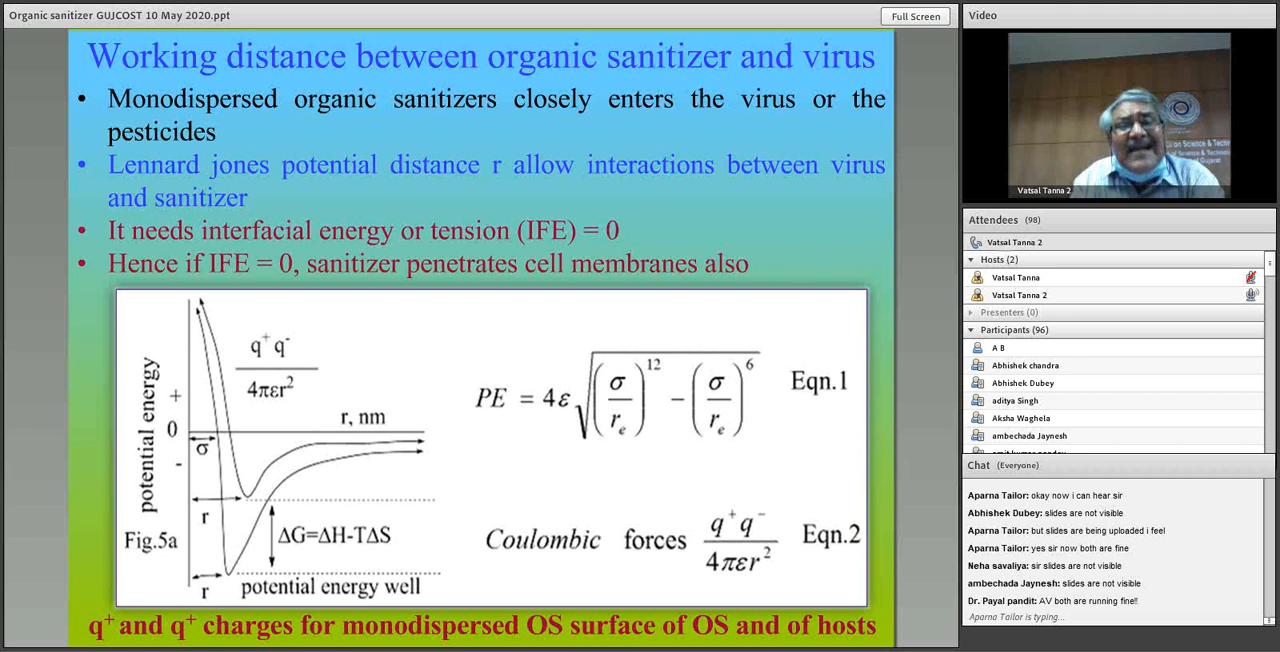 Organic sanitizer GUJCOST 10 May 2020.ppt
Full Screen
Working distance between organic sanitizer and virus
• Monodispersed organic sanitizers closely enters the virus or the
pesticides
• Lennard jones potential distance r allow interactions between virus
and sanitizer
• It needs interfacial energy or tension (IFE) = 0
• Hence if IFE = 0, sanitizer penetrates cell membranes also
potential energy
+
0
-
σ
r
r
q⁺ q⁻
4πεr²
r, nm
ΔG=ΔH-TΔS
Fig.5a
potential energy well
PE = 4ε√(σ/rₑ)¹² − (σ/rₑ)⁶ Eqn.1
Coulombic forces q⁺ q⁻ / 4πεr² Eqn.2
q⁺ and q⁺ charges for monodispersed OS surface of OS and of hosts
Video
Vatsal Tanna 2
Attendees (98)
Vatsal Tanna 2
Hosts (2)
Vatsal Tanna
Vatsal Tanna 2
Presenters (0)
Participants (96)
A B
Abhishek chandra
Abhishek Dubey
aditya Singh
Aksha Waghela
ambechada Jaynesh
Chat (Everyone)
Aparna Tailor: okay now i can hear sir
Abhishek Dubey: slides are not visible
Aparna Tailor: but slides are being uploaded i feel
Aparna Tailor: yes sir now both are fine
Neha savaliya: sir slides are not visible
ambechada Jaynesh: slides are not visible
Dr. Payal pandit: AV both are running fine!!
Aparna Tailor is typing...